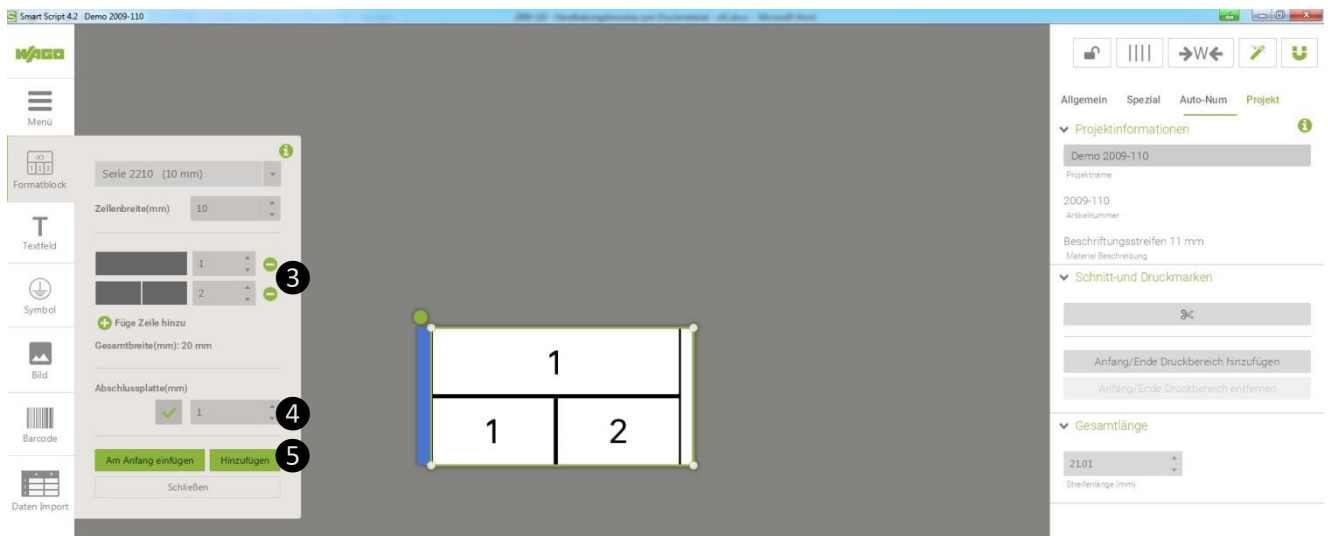 Smart Script 4.2 Demo 2009-110
WAGO
Menü
-X1
1 2 3
Formatblock
Textfeld
Symbol
Bild
Barcode
Daten Import
Serie 2210 (10 mm)
Zellenbreite(mm) 10
1
2
3
Füge Zeile hinzu
Gesamtbreite(mm): 20 mm
Abschlussplatte(mm)
1
4
Am Anfang einfügen Hinzufügen 5
Schließen
1
1 2
W
Allgemein Spezial Auto-Num Projekt
Projektinformationen
Demo 2009-110
Projektname
2009-110
Artikelnummer
Beschriftungsstreifen 11 mm
Material Beschreibung
Schnitt-und Druckmarken
Anfang/Ende Druckbereich hinzufügen
Anfang/Ende Druckbereich entfernen
Gesamtlänge
21.01
Streifenlänge (mm)